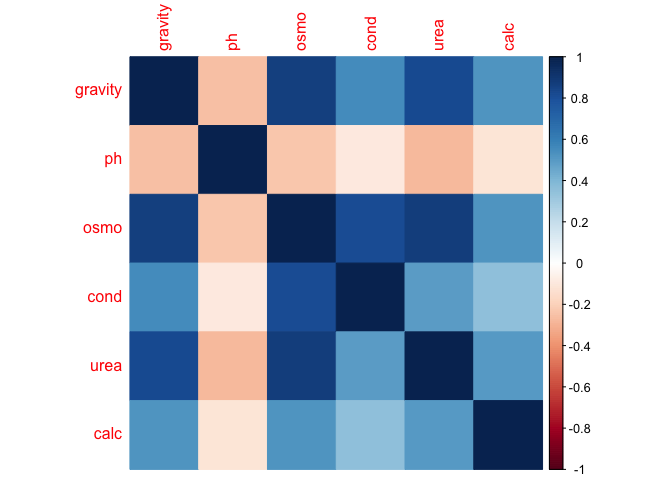 gravity ph osmo cond urea calc
gravity
ph
osmo
cond
urea
calc
1
0.8
0.6
0.4
0.2
0
-0.2
-0.4
-0.6
-0.8
-1